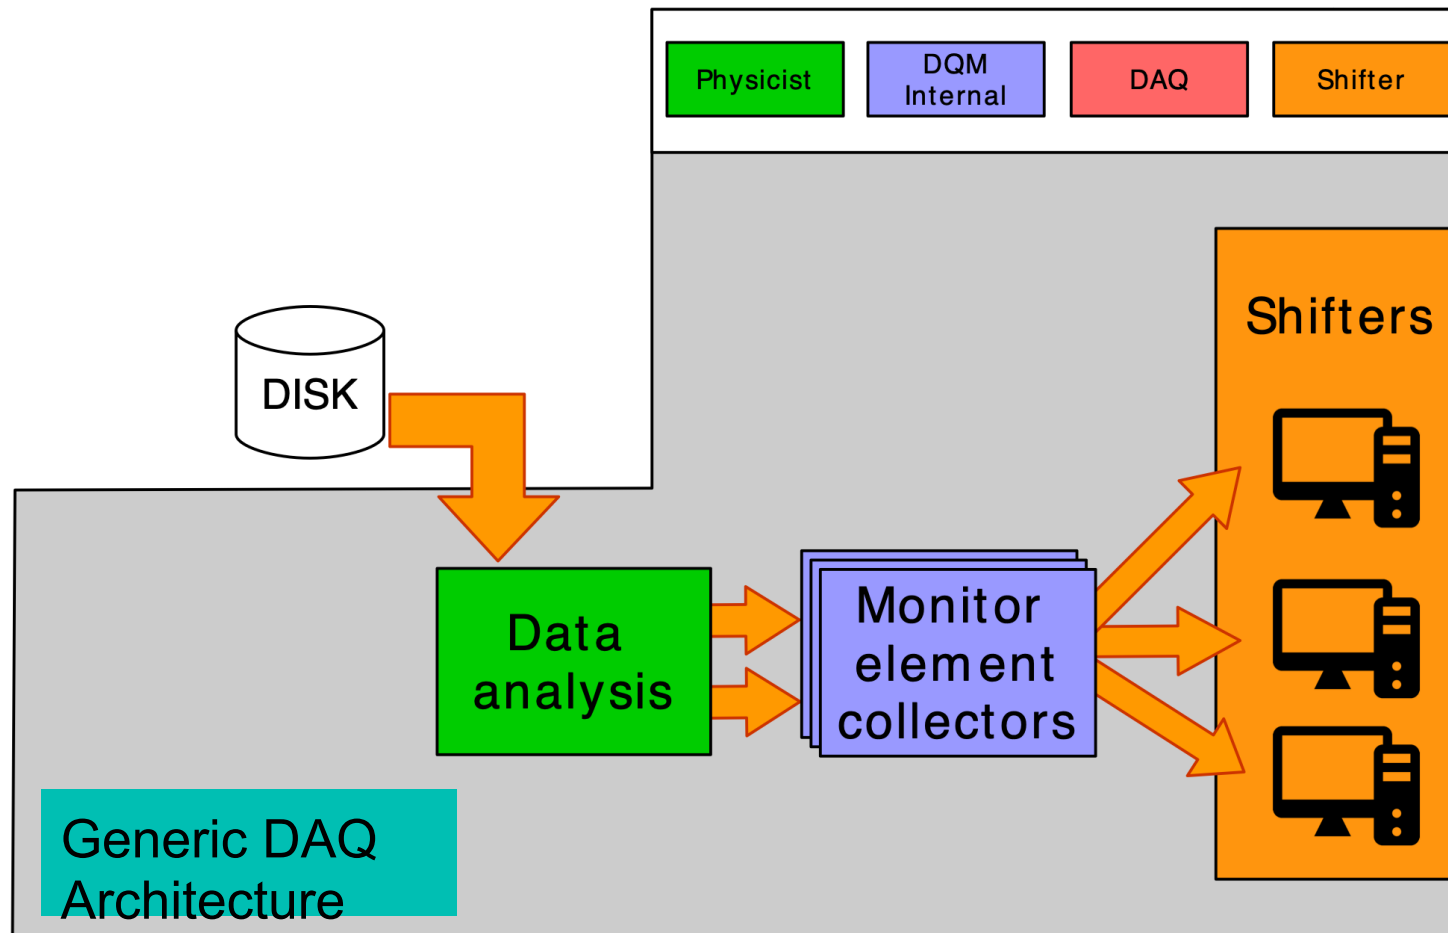 Physicist
DQM
Internal
DAQ
Shifter
Shifters
DISK
Data
analysis
Monitor
element
collectors
Generic DAQ
Architecture